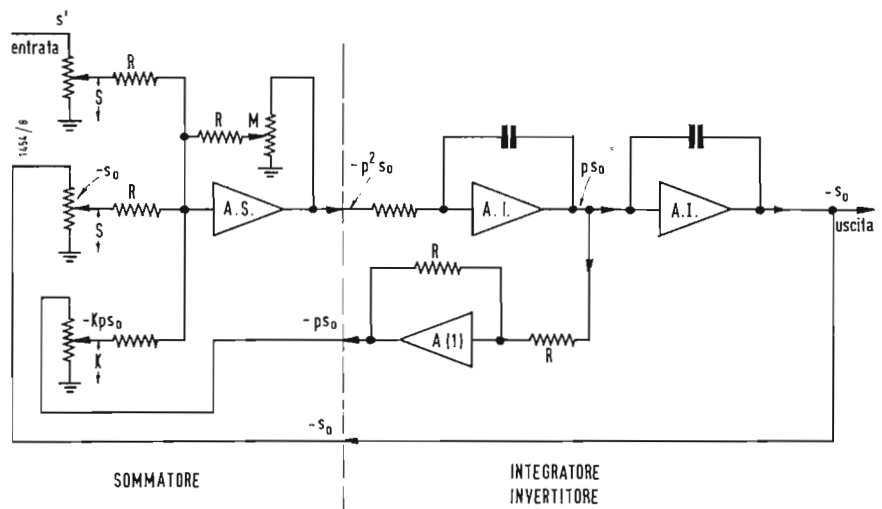 s'
entrata
R
S
R
M
1454/8
-s₀
R
S
A.S.
-p²s₀
A.I.
ps₀
A.I.
-s₀
uscita
-Kps₀
K
-ps₀
R
A(1)
R
-s₀
SOMMATORE
INTEGRATORE
INVERTITORE